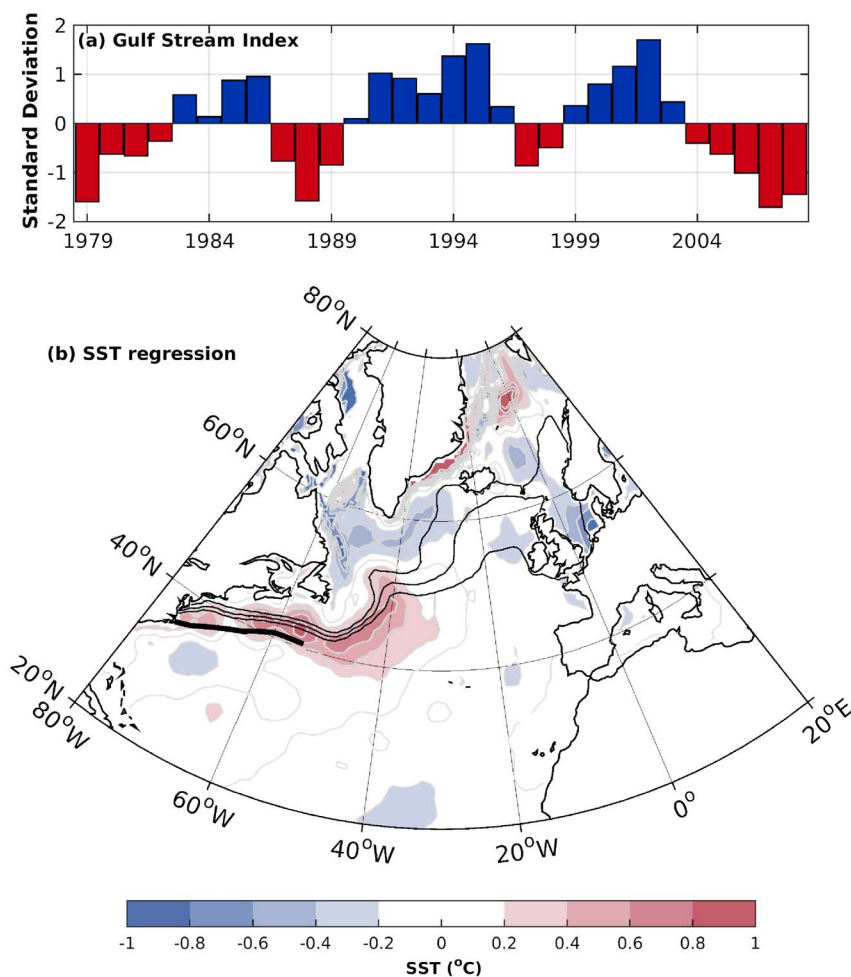 (a) Gulf Stream Index
Standard Deviation
2
1
0
-1
-2
1979 1984 1989 1994 1999 2004
(b) SST regression
80°N
60°N
40°N
20°N
80°W
60°W
40°W
20°W
0°
20°E
-1 -0.8 -0.6 -0.4 -0.2 0 0.2 0.4 0.6 0.8 1
SST (°C)